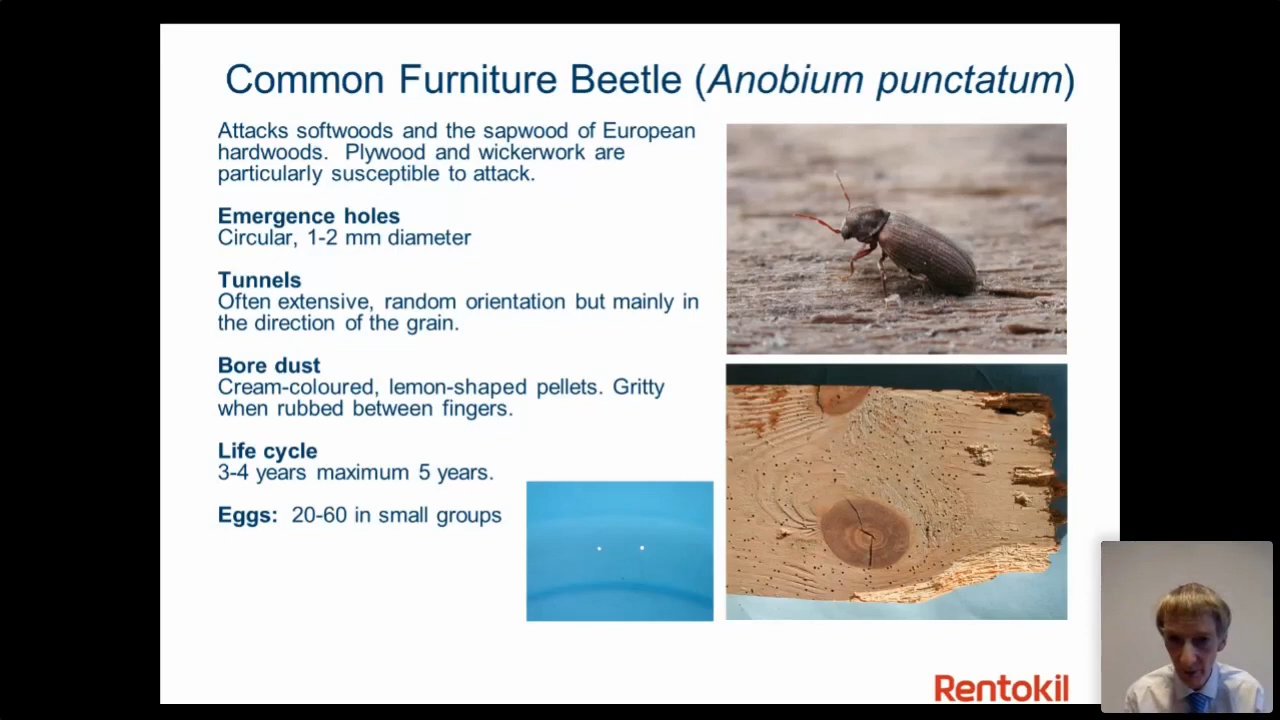 Common Furniture Beetle (Anobium punctatum)
Attacks softwoods and the sapwood of European
hardwoods. Plywood and wickerwork are
particularly susceptible to attack.
Emergence holes
Circular, 1-2 mm diameter
Tunnels
Often extensive, random orientation but mainly in
the direction of the grain.
Bore dust
Cream-coloured, lemon-shaped pellets. Gritty
when rubbed between fingers.
Life cycle
3-4 years maximum 5 years.
Eggs: 20-60 in small groups
Rentokil